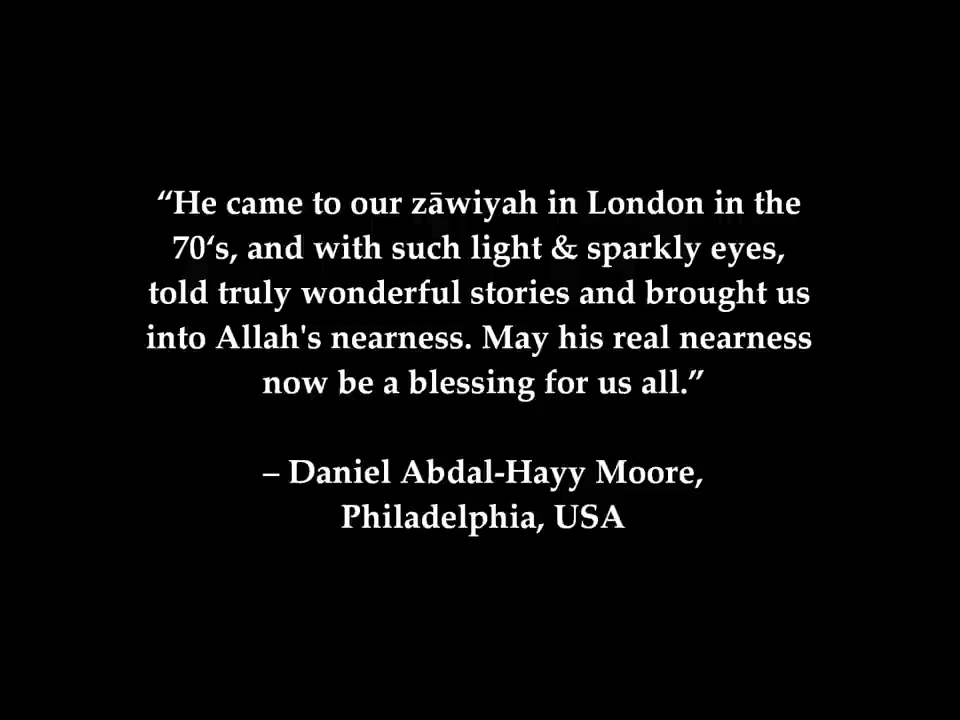 “He came to our zāwiyah in London in the
70‘s, and with such light & sparkly eyes,
told truly wonderful stories and brought us
into Allah's nearness. May his real nearness
now be a blessing for us all.”
– Daniel Abdal-Hayy Moore,
Philadelphia, USA